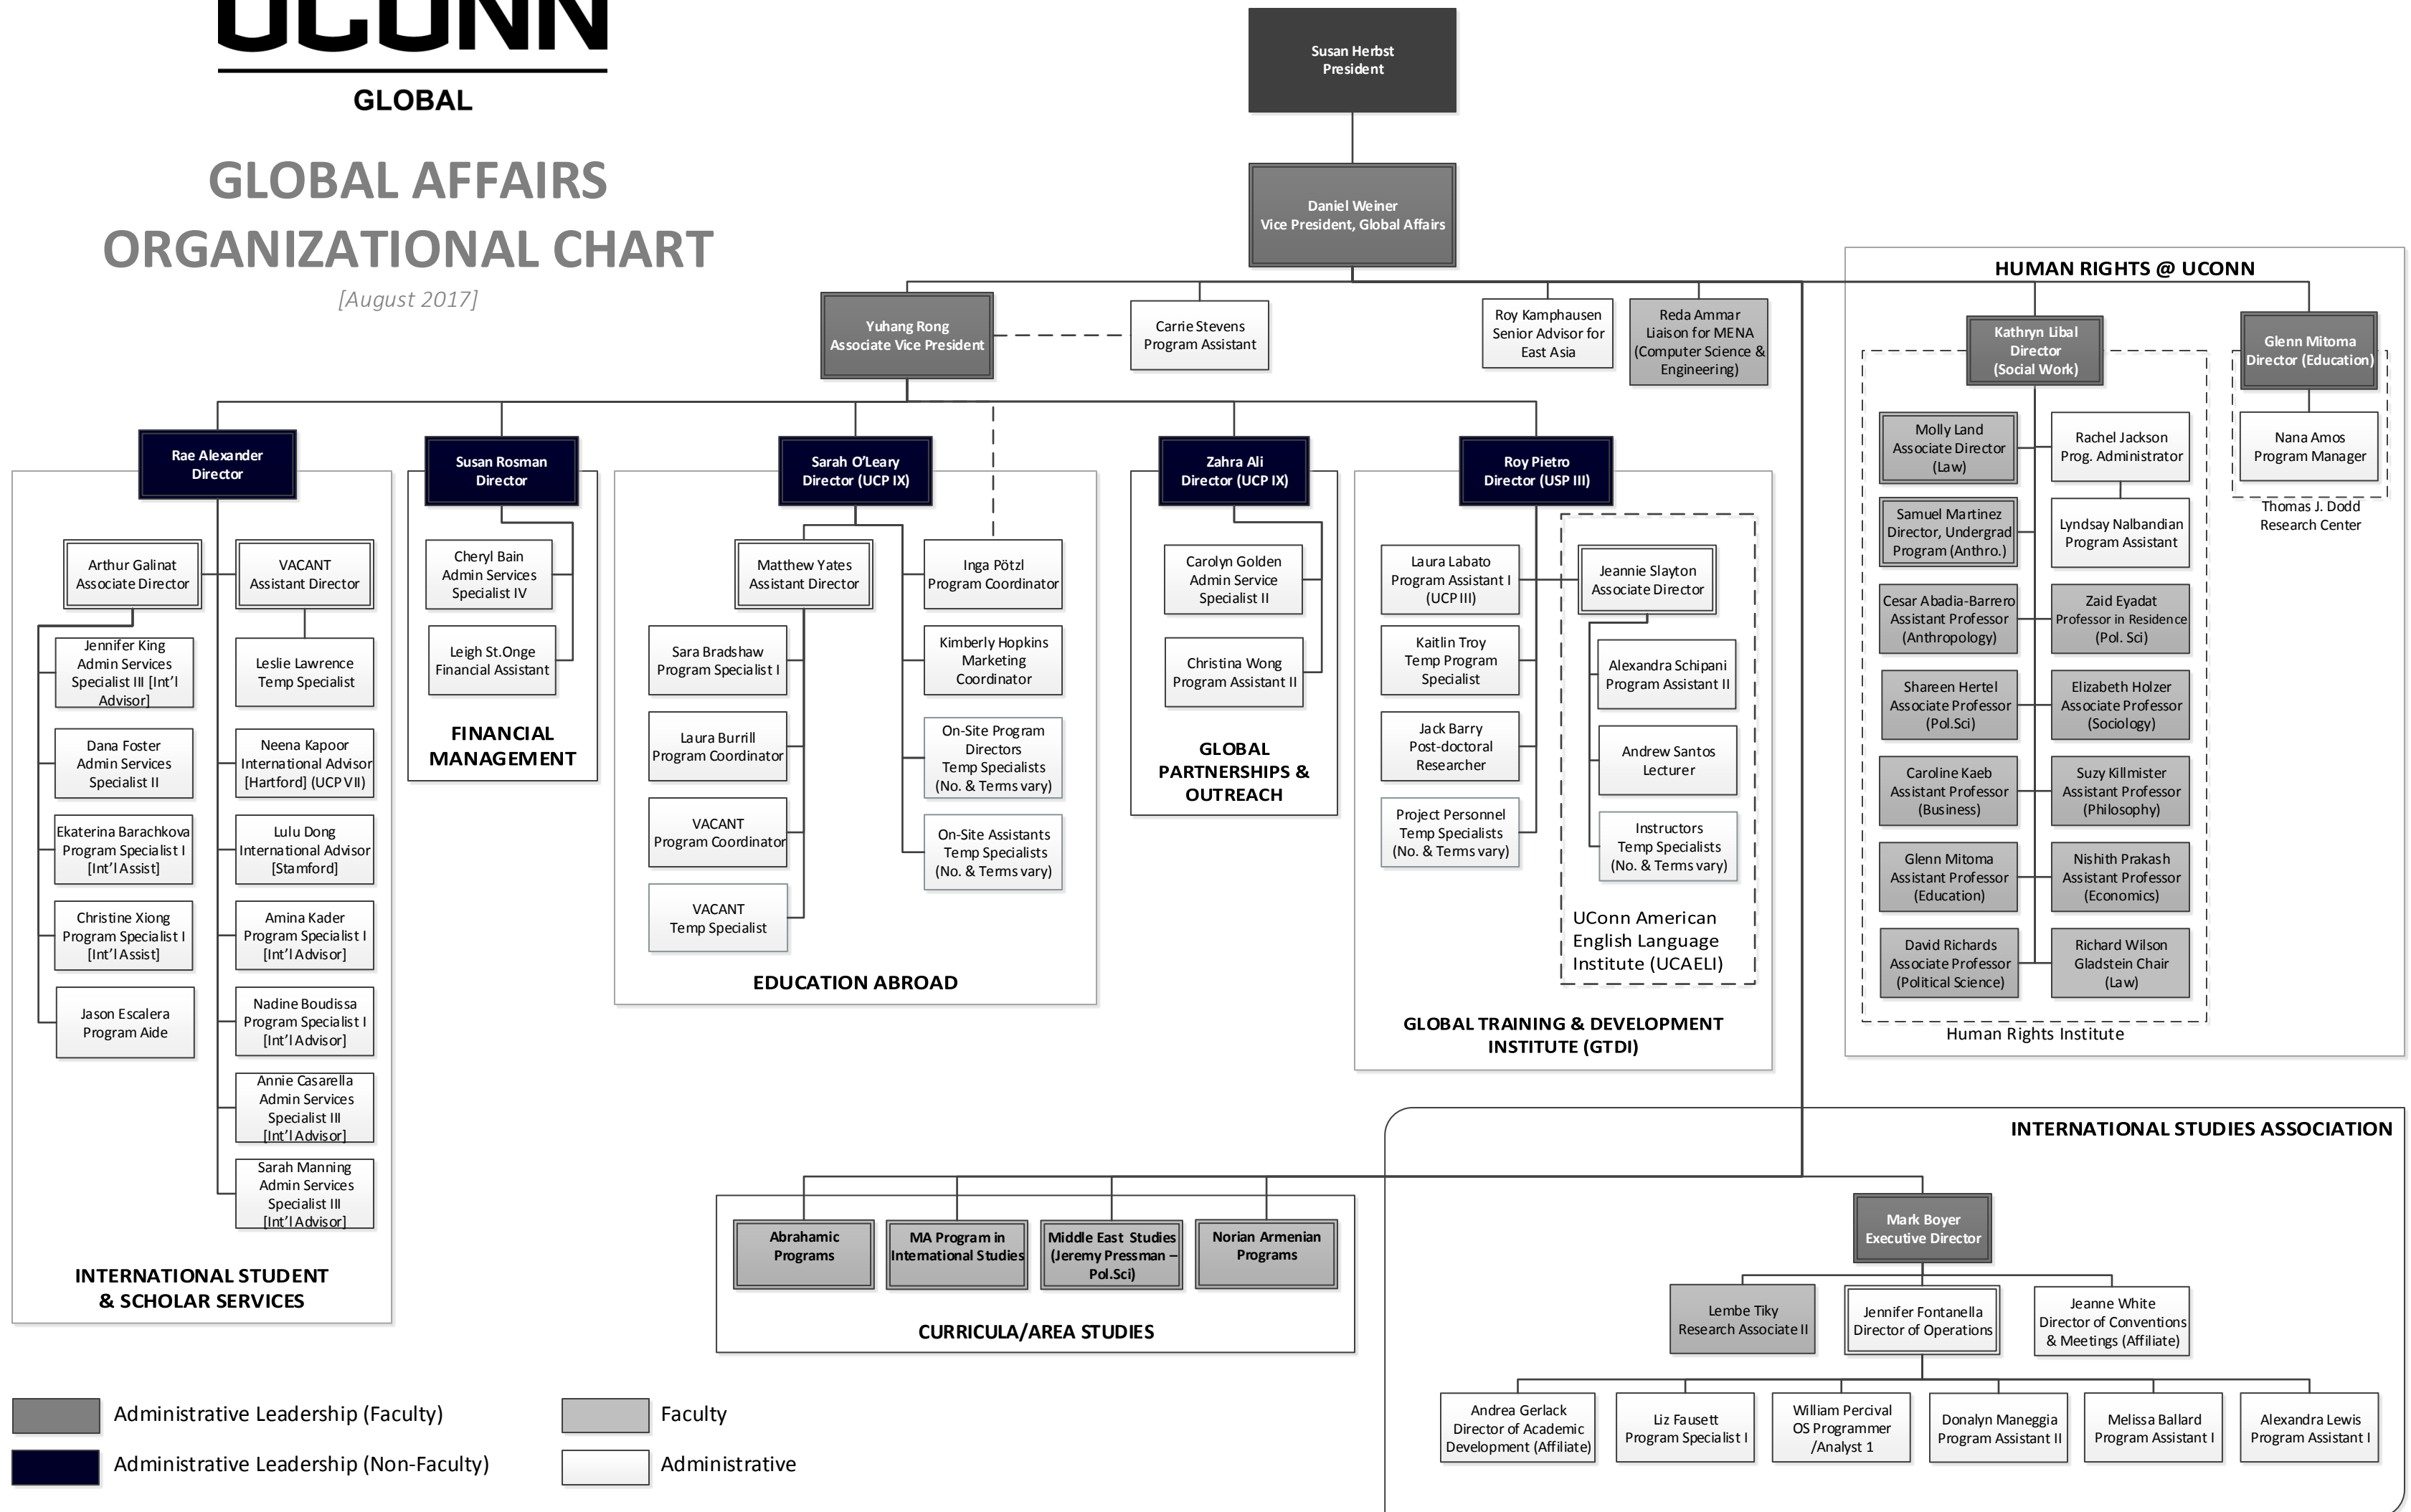 UCONN
GLOBAL
GLOBAL AFFAIRS
ORGANIZATIONAL CHART
[August 2017]
Susan Herbst
President
Daniel Weiner
Vice President, Global Affairs
Yuhang Rong
Associate Vice President
Carrie Stevens
Program Assistant
Roy Kamphausen
Senior Advisor for
East Asia
Reda Ammar
Liaison for MENA
(Computer Science &
Engineering)
Rae Alexander
Director
Arthur Galinat
Associate Director
VACANT
Assistant Director
Jennifer King
Admin Services
Specialist III [Int'l
Advisor]
Leslie Lawrence
Temp Specialist
Dana Foster
Admin Services
Specialist II
Neena Kapoor
International Advisor
[Hartford] (UCP VII)
Ekaterina Barachkova
Program Specialist I
[Int'l Assist]
Lulu Dong
International Advisor
[Stamford]
Christine Xiong
Program Specialist I
[Int'l Assist]
Amina Kader
Program Specialist I
[Int'l Advisor]
Jason Escalera
Program Aide
Nadine Boudissa
Program Specialist I
[Int'l Advisor]
Annie Casarella
Admin Services
Specialist III
[Int'l Advisor]
Sarah Manning
Admin Services
Specialist III
[Int'l Advisor]
INTERNATIONAL STUDENT
& SCHOLAR SERVICES
Susan Rosman
Director
Cheryl Bain
Admin Services
Specialist IV
Leigh St.Onge
Financial Assistant
FINANCIAL
MANAGEMENT
Sarah O'Leary
Director (UCP IX)
Matthew Yates
Assistant Director
Inga Pötzl
Program Coordinator
Sara Bradshaw
Program Specialist I
Kimberly Hopkins
Marketing
Coordinator
Laura Burrill
Program Coordinator
On-Site Program
Directors
Temp Specialists
(No. & Terms vary)
VACANT
Program Coordinator
On-Site Assistants
Temp Specialists
(No. & Terms vary)
VACANT
Temp Specialist
EDUCATION ABROAD
Zahra Ali
Director (UCP IX)
Carolyn Golden
Admin Service
Specialist II
Christina Wong
Program Assistant II
GLOBAL
PARTNERSHIPS &
OUTREACH
Roy Pietro
Director (USP III)
Laura Labato
Program Assistant I
(UCP III)
Jeannie Slayton
Associate Director
Kaitlin Troy
Temp Program
Specialist
Alexandra Schipani
Program Assistant II
Jack Barry
Post-doctoral
Researcher
Andrew Santos
Lecturer
Project Personnel
Temp Specialists
(No. & Terms vary)
Instructors
Temp Specialists
(No. & Terms vary)
UConn American
English Language
Institute (UCAELI)
GLOBAL TRAINING & DEVELOPMENT
INSTITUTE (GTDI)
HUMAN RIGHTS @ UCONN
Kathryn Libal
Director
(Social Work)
Glenn Mitoma
Director (Education)
Molly Land
Associate Director
(Law)
Rachel Jackson
Prog. Administrator
Nana Amos
Program Manager
Thomas J. Dodd
Research Center
Samuel Martinez
Director, Undergrad
Program (Anthro.)
Lyndsay Nalbandian
Program Assistant
Cesar Abadia-Barrero
Assistant Professor
(Anthropology)
Zaid Eyadat
Professor in Residence
(Pol. Sci)
Shareen Hertel
Associate Professor
(Pol.Sci)
Elizabeth Holzer
Associate Professor
(Sociology)
Caroline Kaeb
Assistant Professor
(Business)
Suzy Killmister
Assistant Professor
(Philosophy)
Glenn Mitoma
Assistant Professor
(Education)
Nishith Prakash
Assistant Professor
(Economics)
David Richards
Associate Professor
(Political Science)
Richard Wilson
Gladstein Chair
(Law)
Human Rights Institute
Abrahamic
Programs
MA Program in
International Studies
Middle East Studies
(Jeremy Pressman –
Pol.Sci)
Norian Armenian
Programs
CURRICULA/AREA STUDIES
INTERNATIONAL STUDIES ASSOCIATION
Mark Boyer
Executive Director
Lembe Tiky
Research Associate II
Jennifer Fontanella
Director of Operations
Jeanne White
Director of Conventions
& Meetings (Affiliate)
Andrea Gerlack
Director of Academic
Development (Affiliate)
Liz Fausett
Program Specialist I
William Percival
OS Programmer
/Analyst 1
Donalyn Maneggia
Program Assistant II
Melissa Ballard
Program Assistant I
Alexandra Lewis
Program Assistant I
Administrative Leadership (Faculty)
Faculty
Administrative Leadership (Non-Faculty)
Administrative